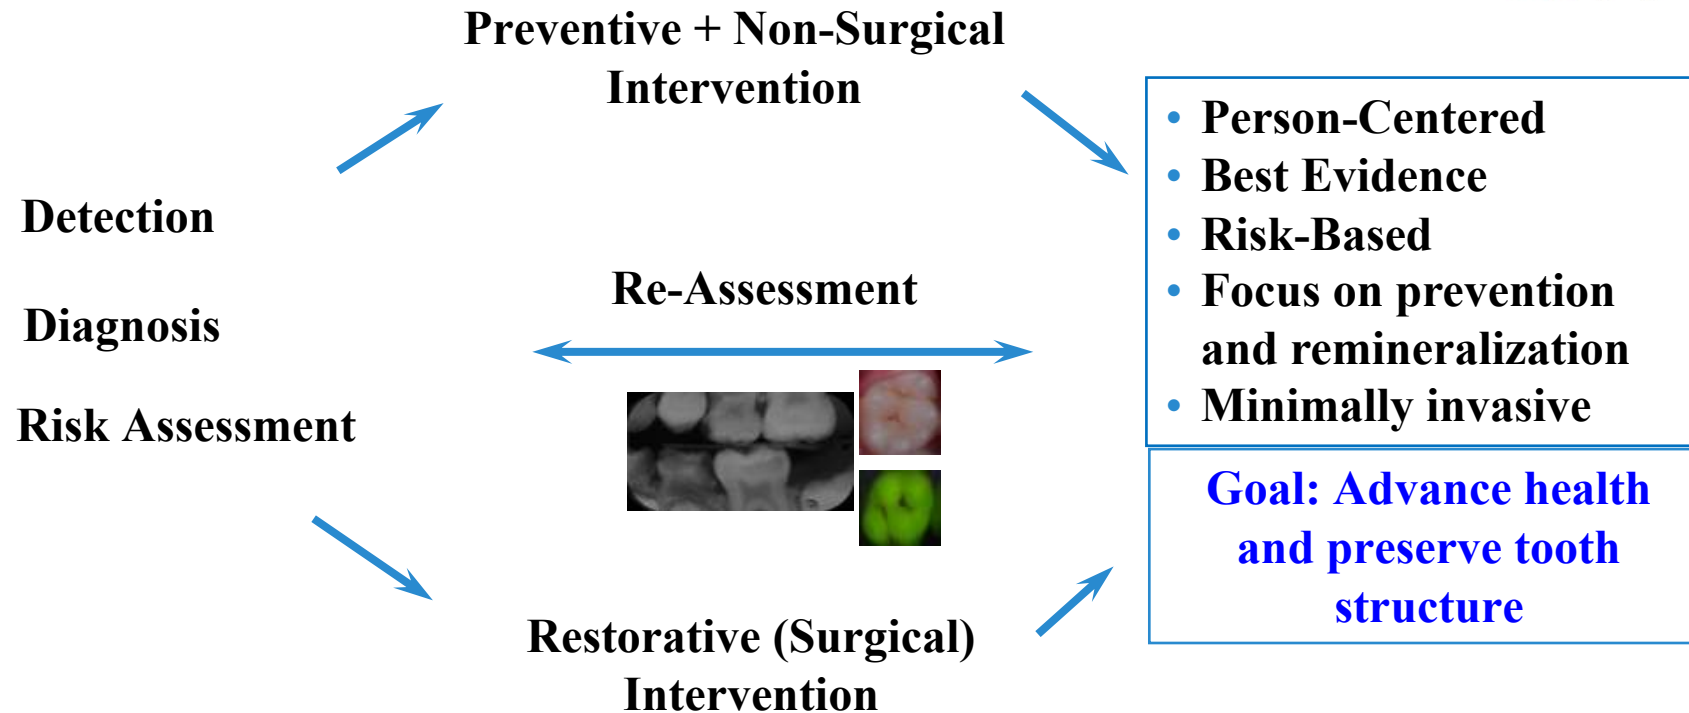 Preventive + Non-Surgical
Intervention
Detection
Diagnosis
Risk Assessment
Re-Assessment
Restorative (Surgical)
Intervention
• Person-Centered
• Best Evidence
• Risk-Based
• Focus on prevention
and remineralization
• Minimally invasive
Goal: Advance health
and preserve tooth
structure